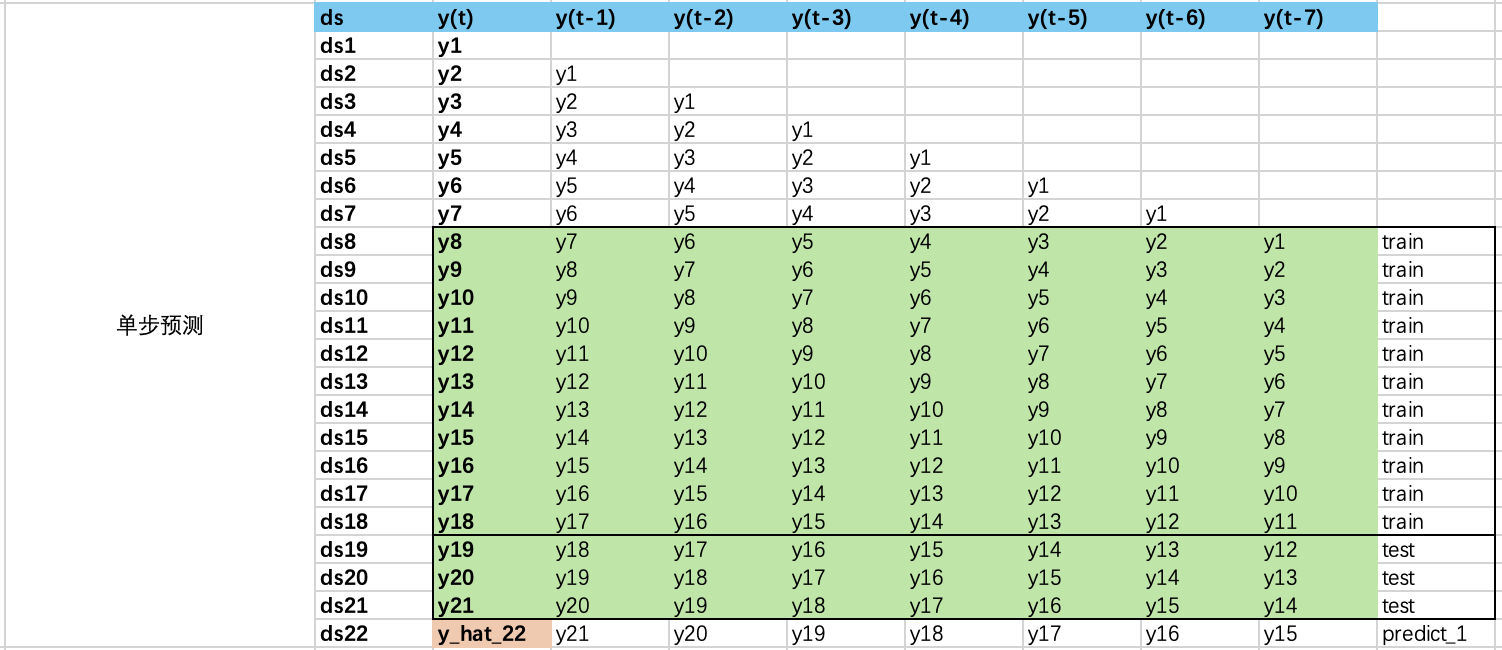 ds y(t) y(t-1) y(t-2) y(t-3) y(t-4) y(t-5) y(t-6) y(t-7)
ds1 y1
ds2 y2 y1
ds3 y3 y2 y1
ds4 y4 y3 y2 y1
ds5 y5 y4 y3 y2 y1
ds6 y6 y5 y4 y3 y2 y1
ds7 y7 y6 y5 y4 y3 y2 y1
ds8 y8 y7 y6 y5 y4 y3 y2 y1 train
ds9 y9 y8 y7 y6 y5 y4 y3 y2 train
ds10 y10 y9 y8 y7 y6 y5 y4 y3 train
单步预测 ds11 y11 y10 y9 y8 y7 y6 y5 y4 train
ds12 y12 y11 y10 y9 y8 y7 y6 y5 train
ds13 y13 y12 y11 y10 y9 y8 y7 y6 train
ds14 y14 y13 y12 y11 y10 y9 y8 y7 train
ds15 y15 y14 y13 y12 y11 y10 y9 y8 train
ds16 y16 y15 y14 y13 y12 y11 y10 y9 train
ds17 y17 y16 y15 y14 y13 y12 y11 y10 train
ds18 y18 y17 y16 y15 y14 y13 y12 y11 train
ds19 y19 y18 y17 y16 y15 y14 y13 y12 test
ds20 y20 y19 y18 y17 y16 y15 y14 y13 test
ds21 y21 y20 y19 y18 y17 y16 y15 y14 test
ds22 y_hat_22 y21 y20 y19 y18 y17 y16 y15 predict_1